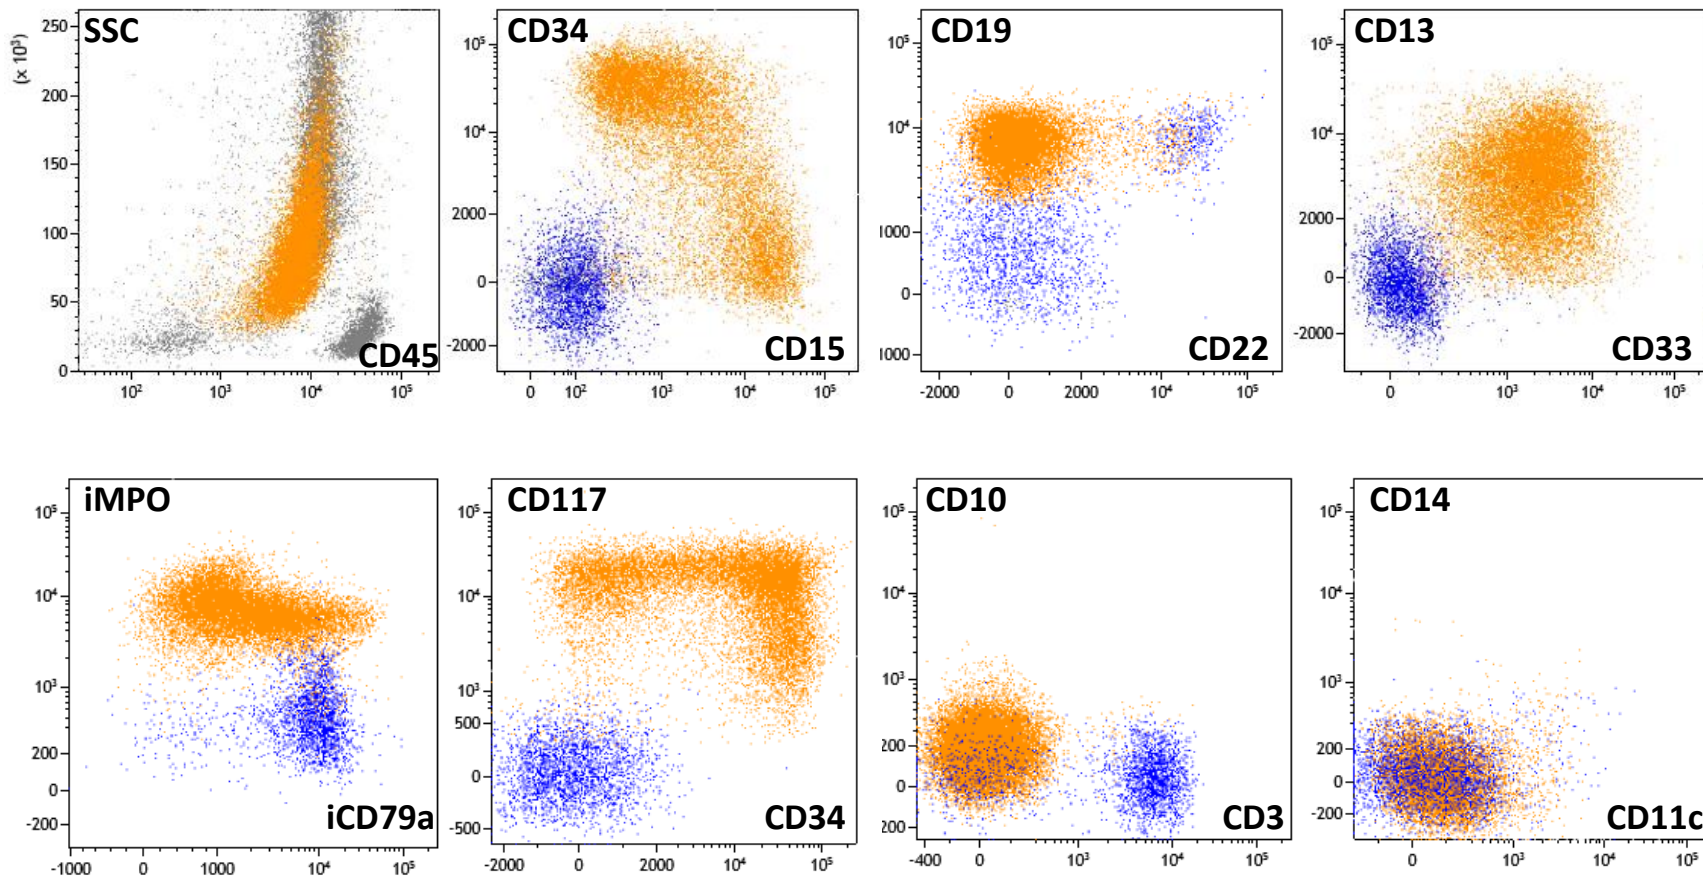 SSC
(x 10³)
250
200
150
100
50
0
10² 10³ 10⁴ 10⁵
CD45
CD34
10⁵
10⁴
2000
0
-2000
0 10² 10³ 10⁴ 10⁵
CD15
CD19
10⁵
10⁴
1000
0
1000
-2000 0 2000 10⁴ 10⁵
CD22
CD13
10⁵
10⁴
2000
0
-2000
0 10³ 10⁴ 10⁵
CD33
iMPO
10⁵
10⁴
10³
200
0
-200
-1000 0 1000 10⁴ 10⁵
iCD79a
CD117
10⁵
10⁴
10³
500
0
-500
-2000 0 2000 10⁴ 10⁵
CD34
CD10
10⁵
10⁴
10³
200
0
200
-400 0 10³ 10⁴ 10⁵
CD3
CD14
10⁵
10⁴
10³
200
0
-200
0 10³ 10⁴ 10⁵
CD11c